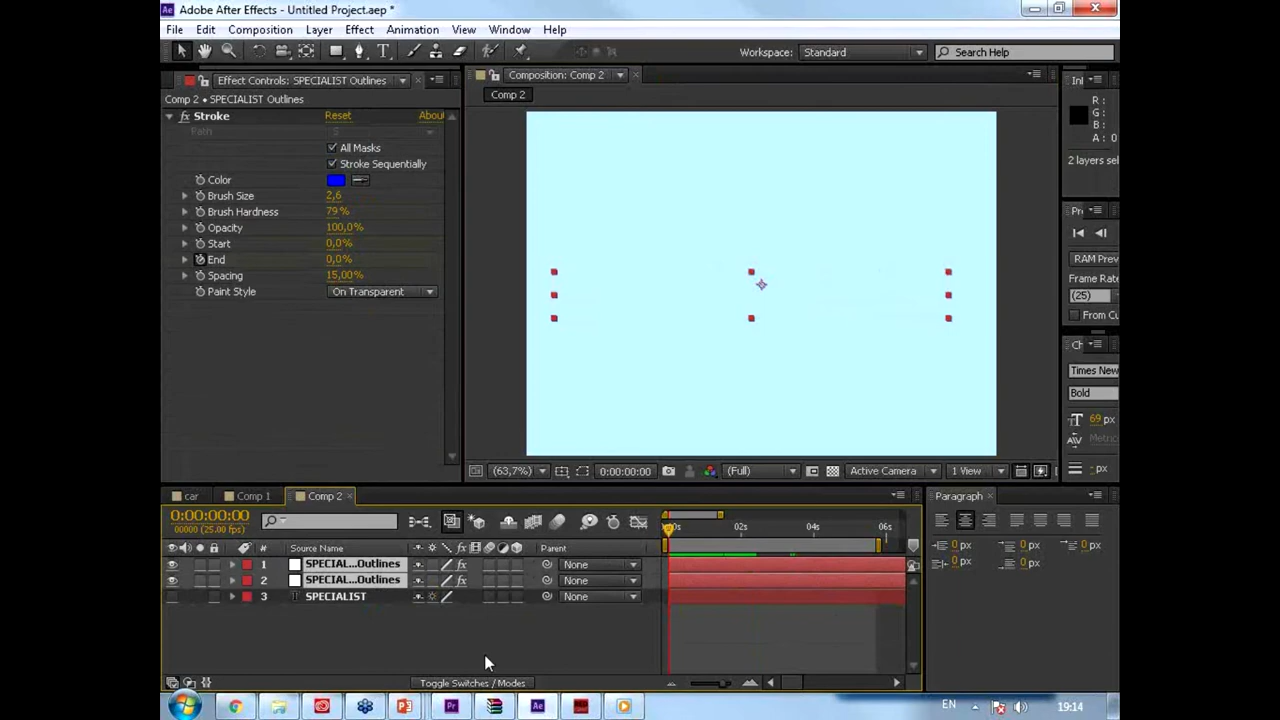 Adobe After Effects - Untitled Project.aep *
File Edit Composition Layer Effect Animation View Window Help
Workspace: Standard Search Help
Effect Controls: SPECIALIST Outlines
Composition: Comp 2
Comp 2 • SPECIALIST Outlines
Comp 2
Stroke Reset Abou
Path S
All Masks
Stroke Sequentially
Color
Brush Size 2,6
Brush Hardness 79 %
Opacity 100,0 %
Start 0,0 %
End 0,0 %
Spacing 15,00 %
Paint Style On Transparent
R :
G :
B :
A : 0
2 layers sel
RAM Prev
Frame Rate
(25)
From Cu
Times New
Bold
69 px
Metric
- px
(63,7%) 0:00:00:00 (Full) Active Camera 1 View
car Comp 1 Comp 2
0:00:00:00
00000 (25.00 fps)
# Source Name Parent
1 SPECIAL...Outlines None
2 SPECIAL...Outlines None
3 SPECIALIST None
02s 04s 06s
Toggle Switches / Modes
Paragraph
0 px 0 px 0 px
0 px 0 px
EN 19:14